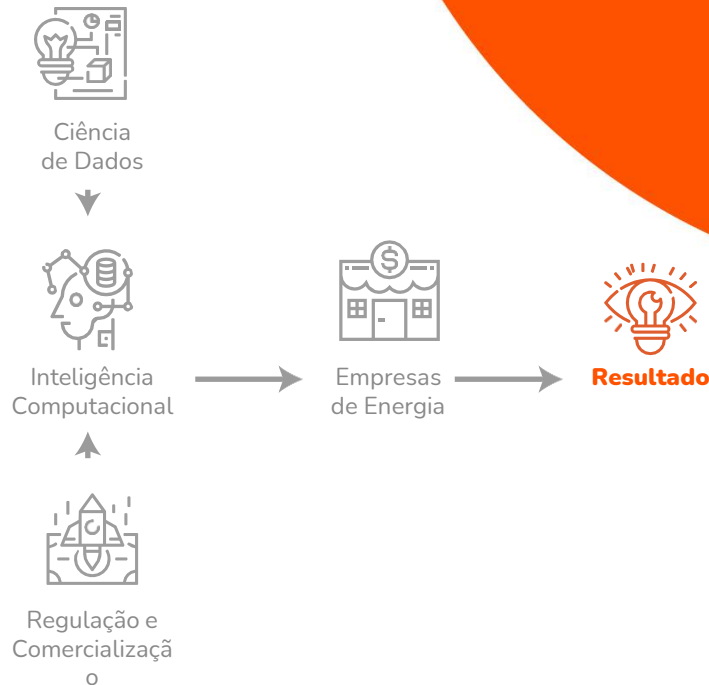 Ciência
de Dados
Inteligência
Computacional
Empresas
de Energia
Resultado
Regulação e
Comercializaçã
o